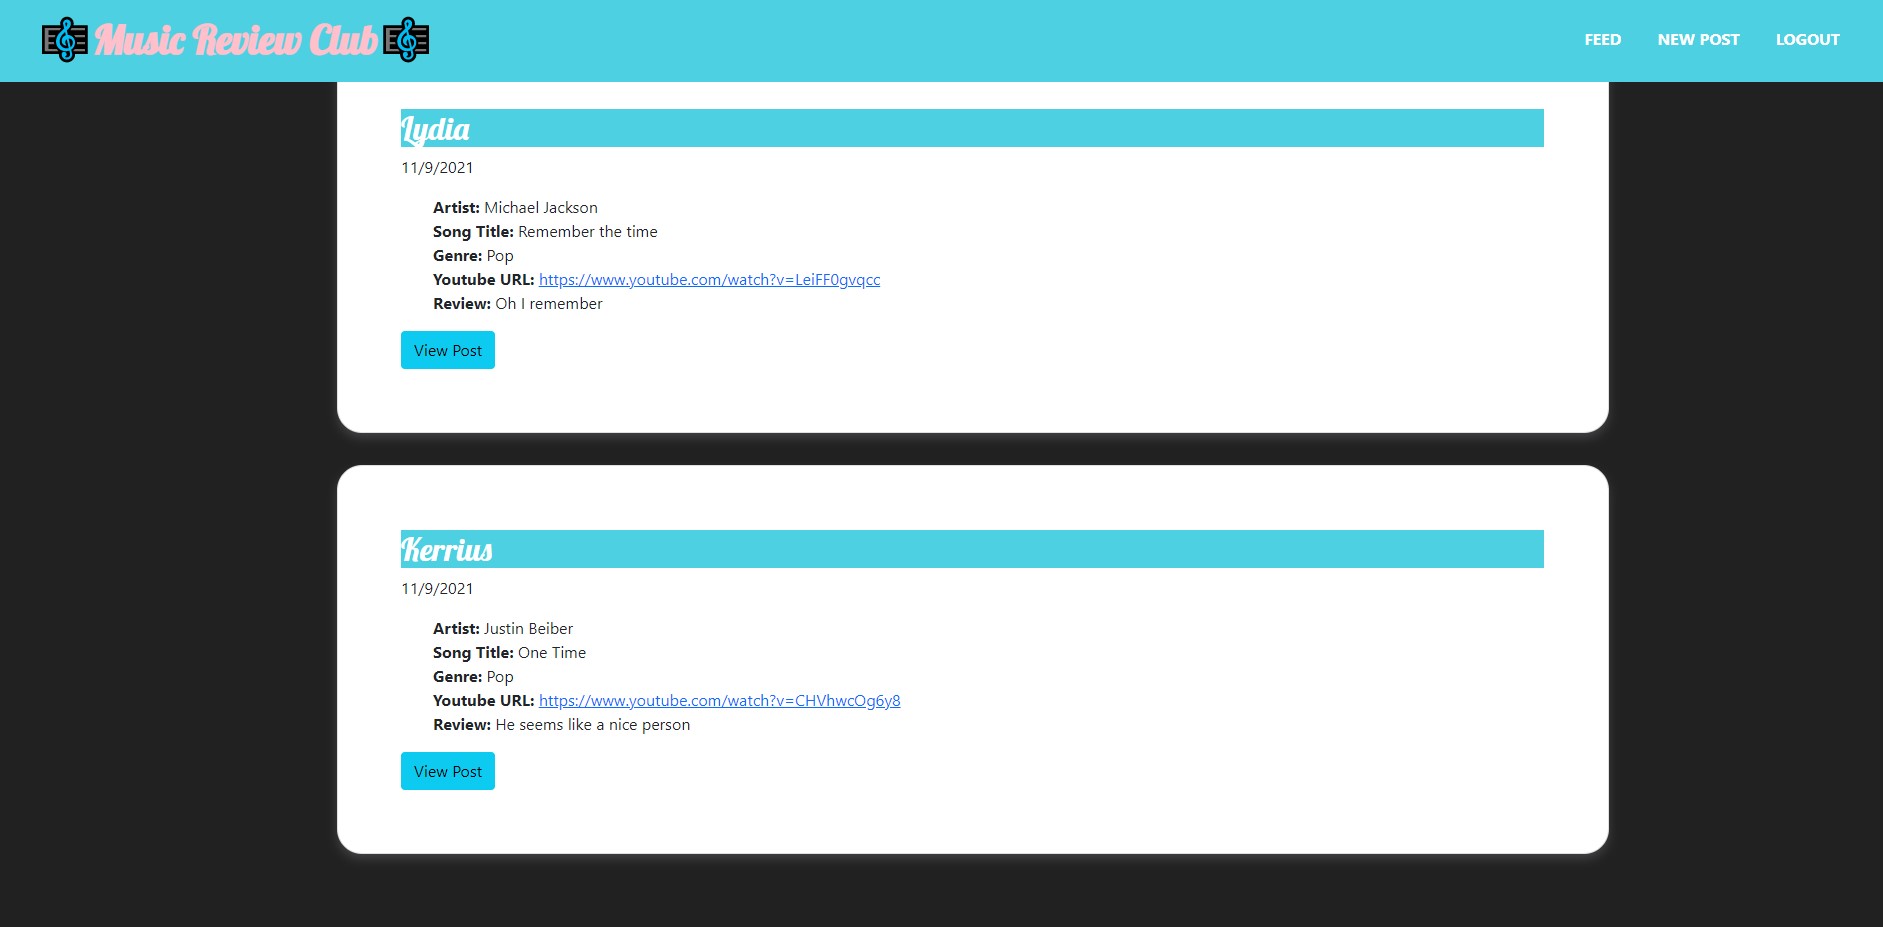 Music Review Club
FEED NEW POST LOGOUT
Lydia
11/9/2021
Artist: Michael Jackson
Song Title: Remember the time
Genre: Pop
Youtube URL: https://www.youtube.com/watch?v=LeiFF0gvqcc
Review: Oh I remember
View Post
Kerrius
11/9/2021
Artist: Justin Beiber
Song Title: One Time
Genre: Pop
Youtube URL: https://www.youtube.com/watch?v=CHVhwcOg6y8
Review: He seems like a nice person
View Post